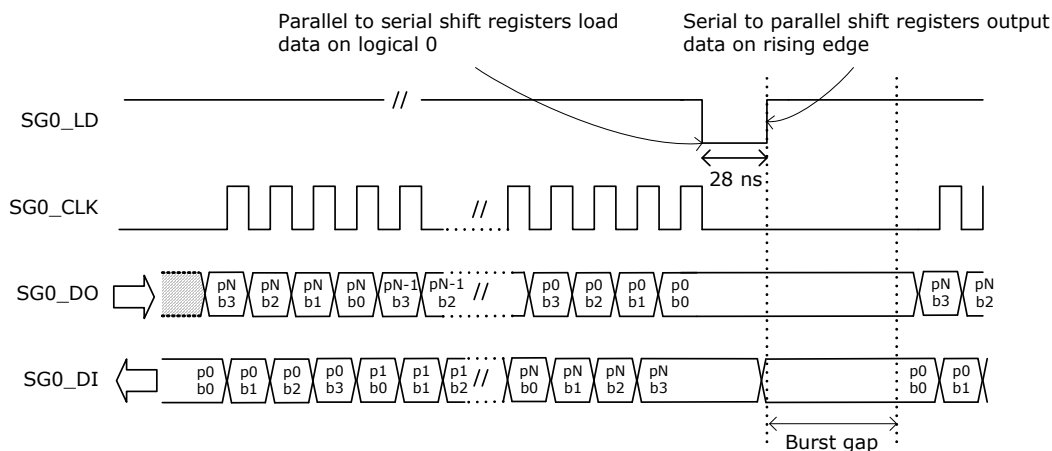 Parallel to serial shift registers load
data on logical 0
Serial to parallel shift registers output
data on rising edge
//
SG0_LD
28 ns
SG0_CLK
//
SG0_DO
pN b3
pN b2
pN b1
pN b0
pN-1 b3
pN-1 b2
//
p0 b3
p0 b2
p0 b1
p0 b0
pN b3
pN b2
SG0_DI
p0 b0
p0 b1
p0 b2
p0 b3
p1 b0
p1 b1
p1 b2
//
pN b0
pN b1
pN b2
pN b3
p0 b0
p0 b1
Burst gap